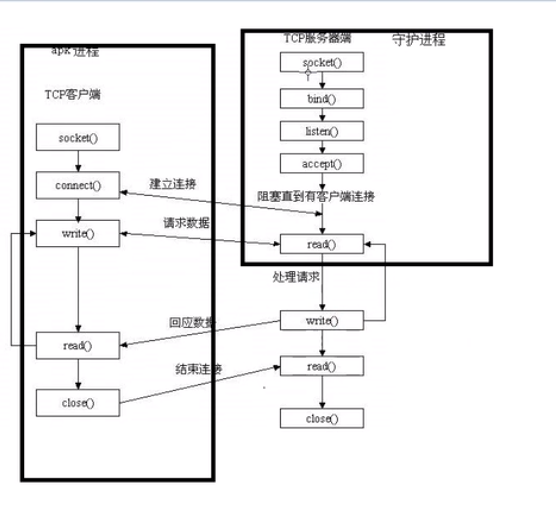 apk 进程
TCP客户端
socket()
connect()
write()
read()
close()
建立连接
请求数据
回应数据
结束连接
TCP服务器端
守护进程
socket()
bind()
listen()
accept()
阻塞直到有客户端连接
read()
处理请求
write()
read()
close()